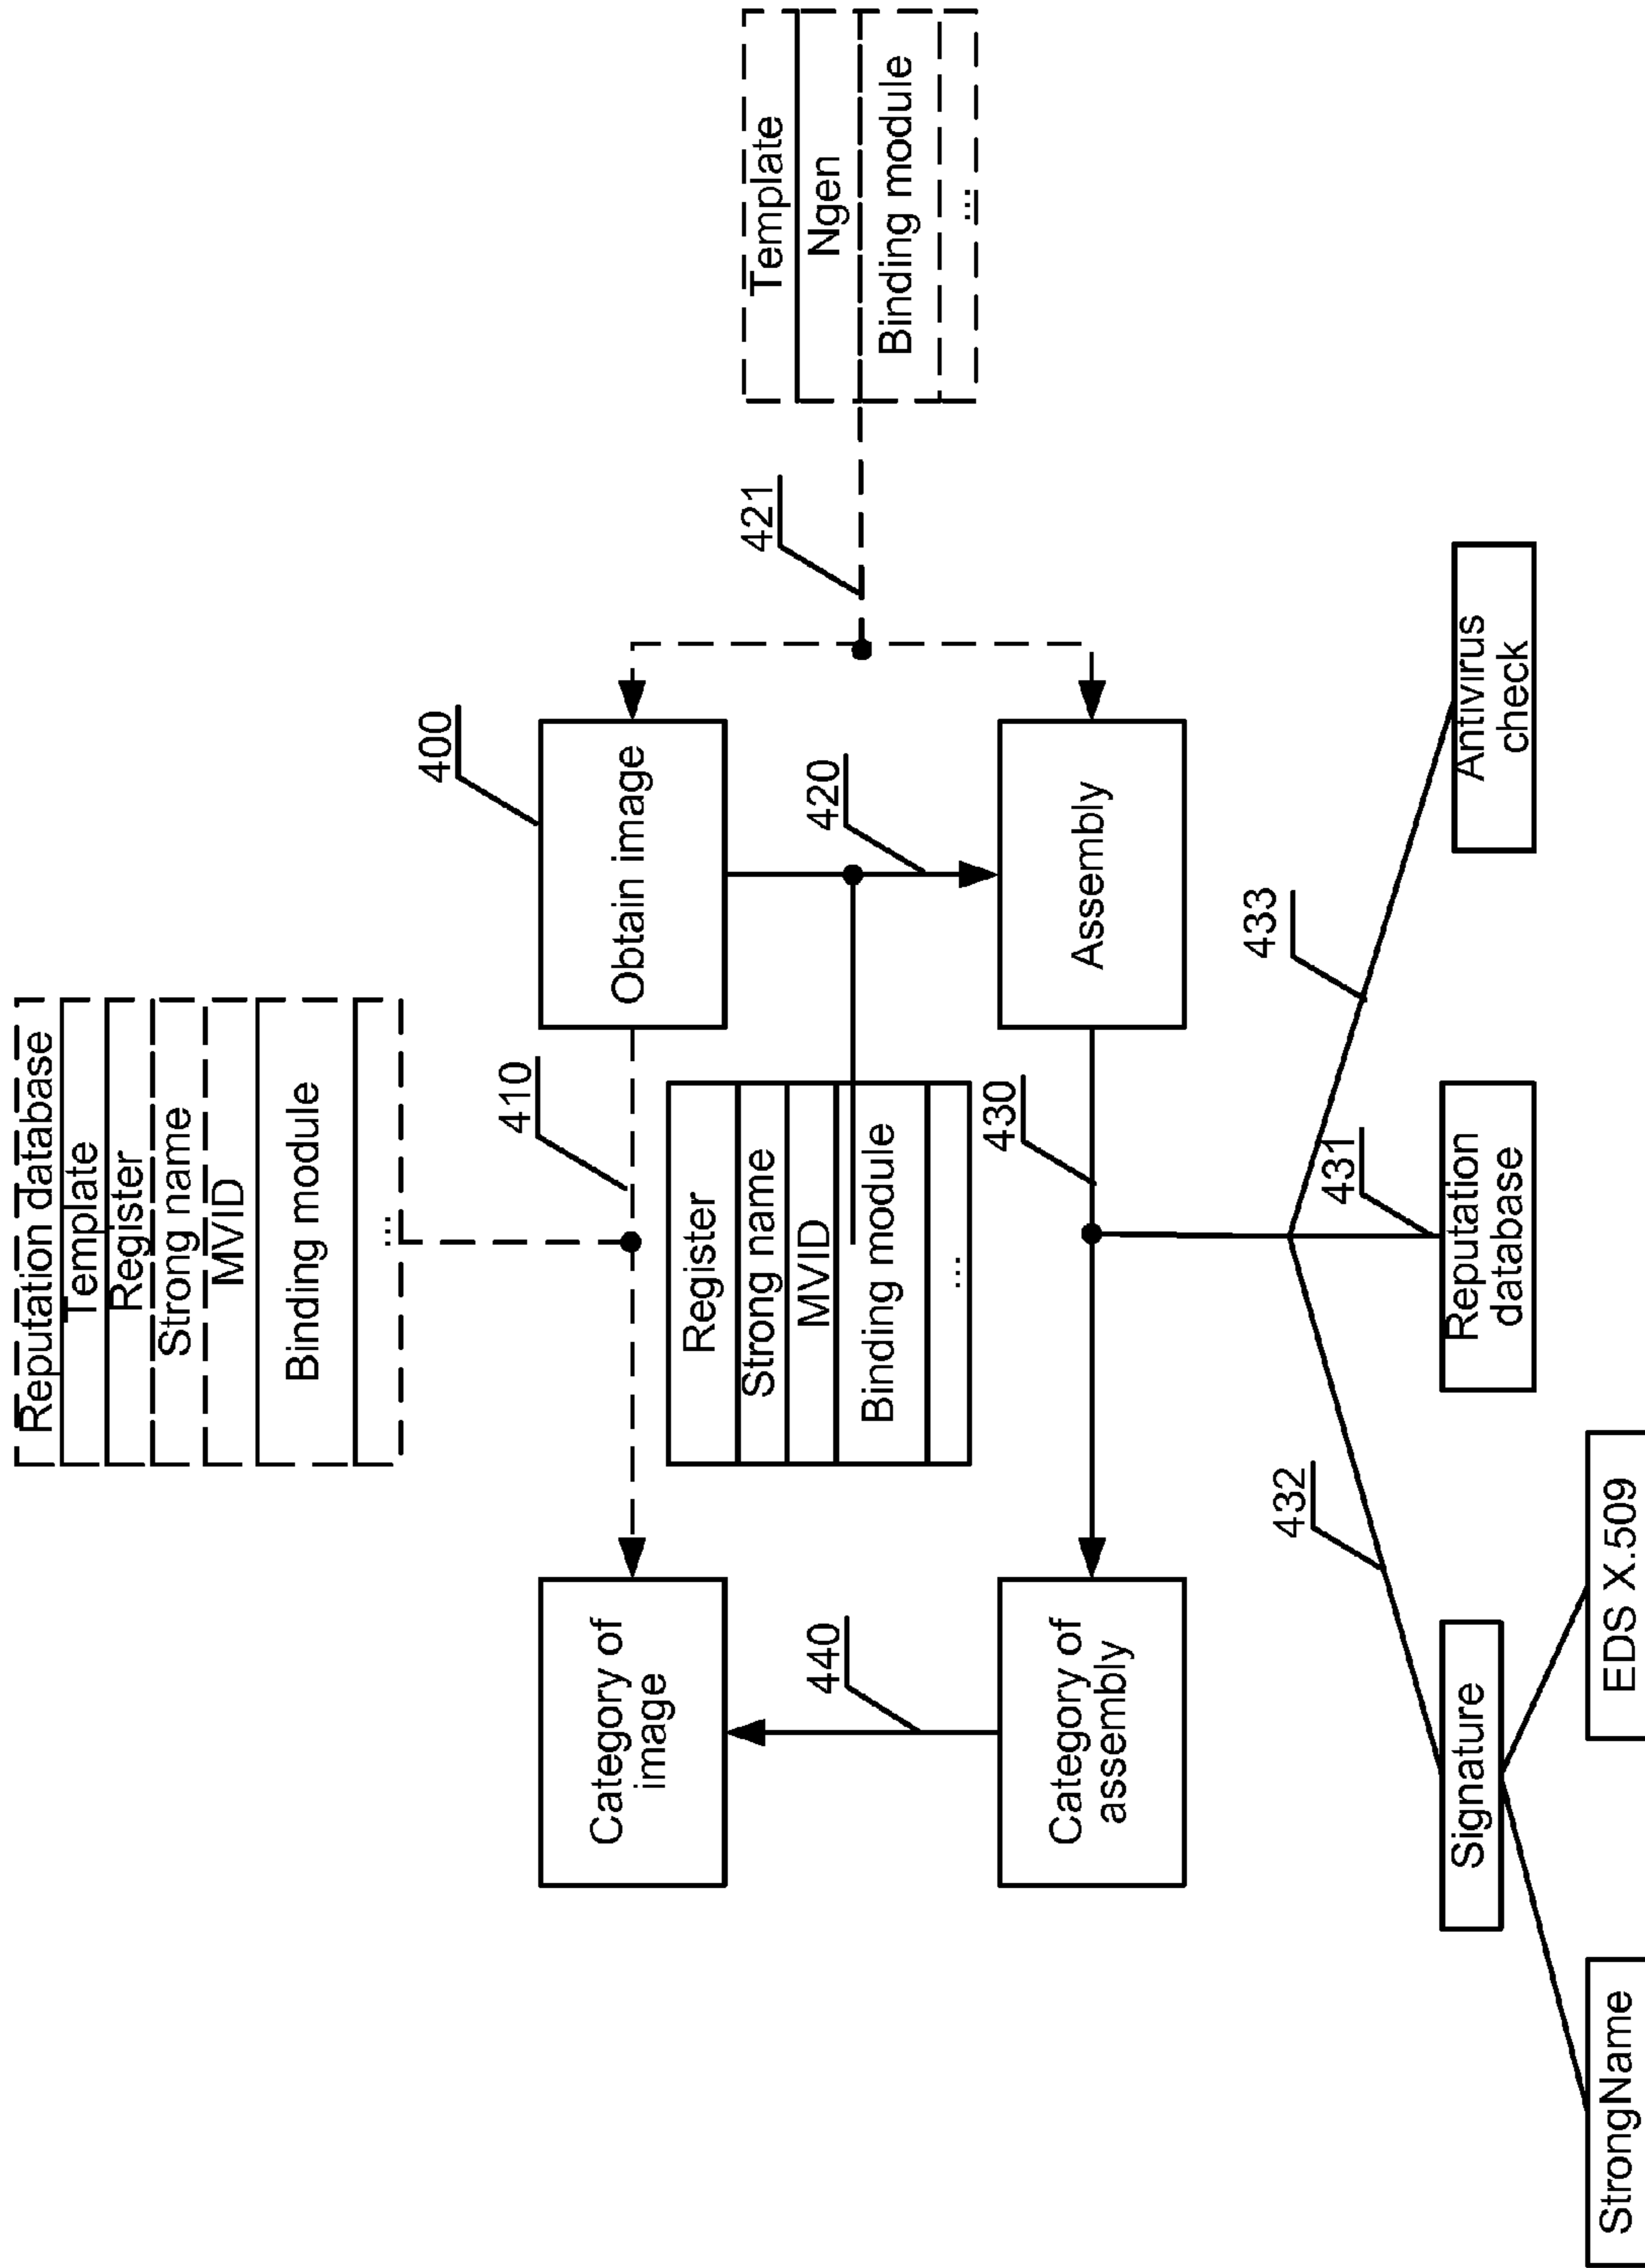 Reputation database
Template
Register
Strong name
MVID
Binding module
...
400
410
Category of
image
Obtain image
Register
Strong name
MVID
Binding module
...
421
Template
Ngen
Binding module
...
440
420
430
Category of
assembly
Assembly
432
431
433
Signature
Reputation
database
Antivirus
check
StrongName
EDS X.509